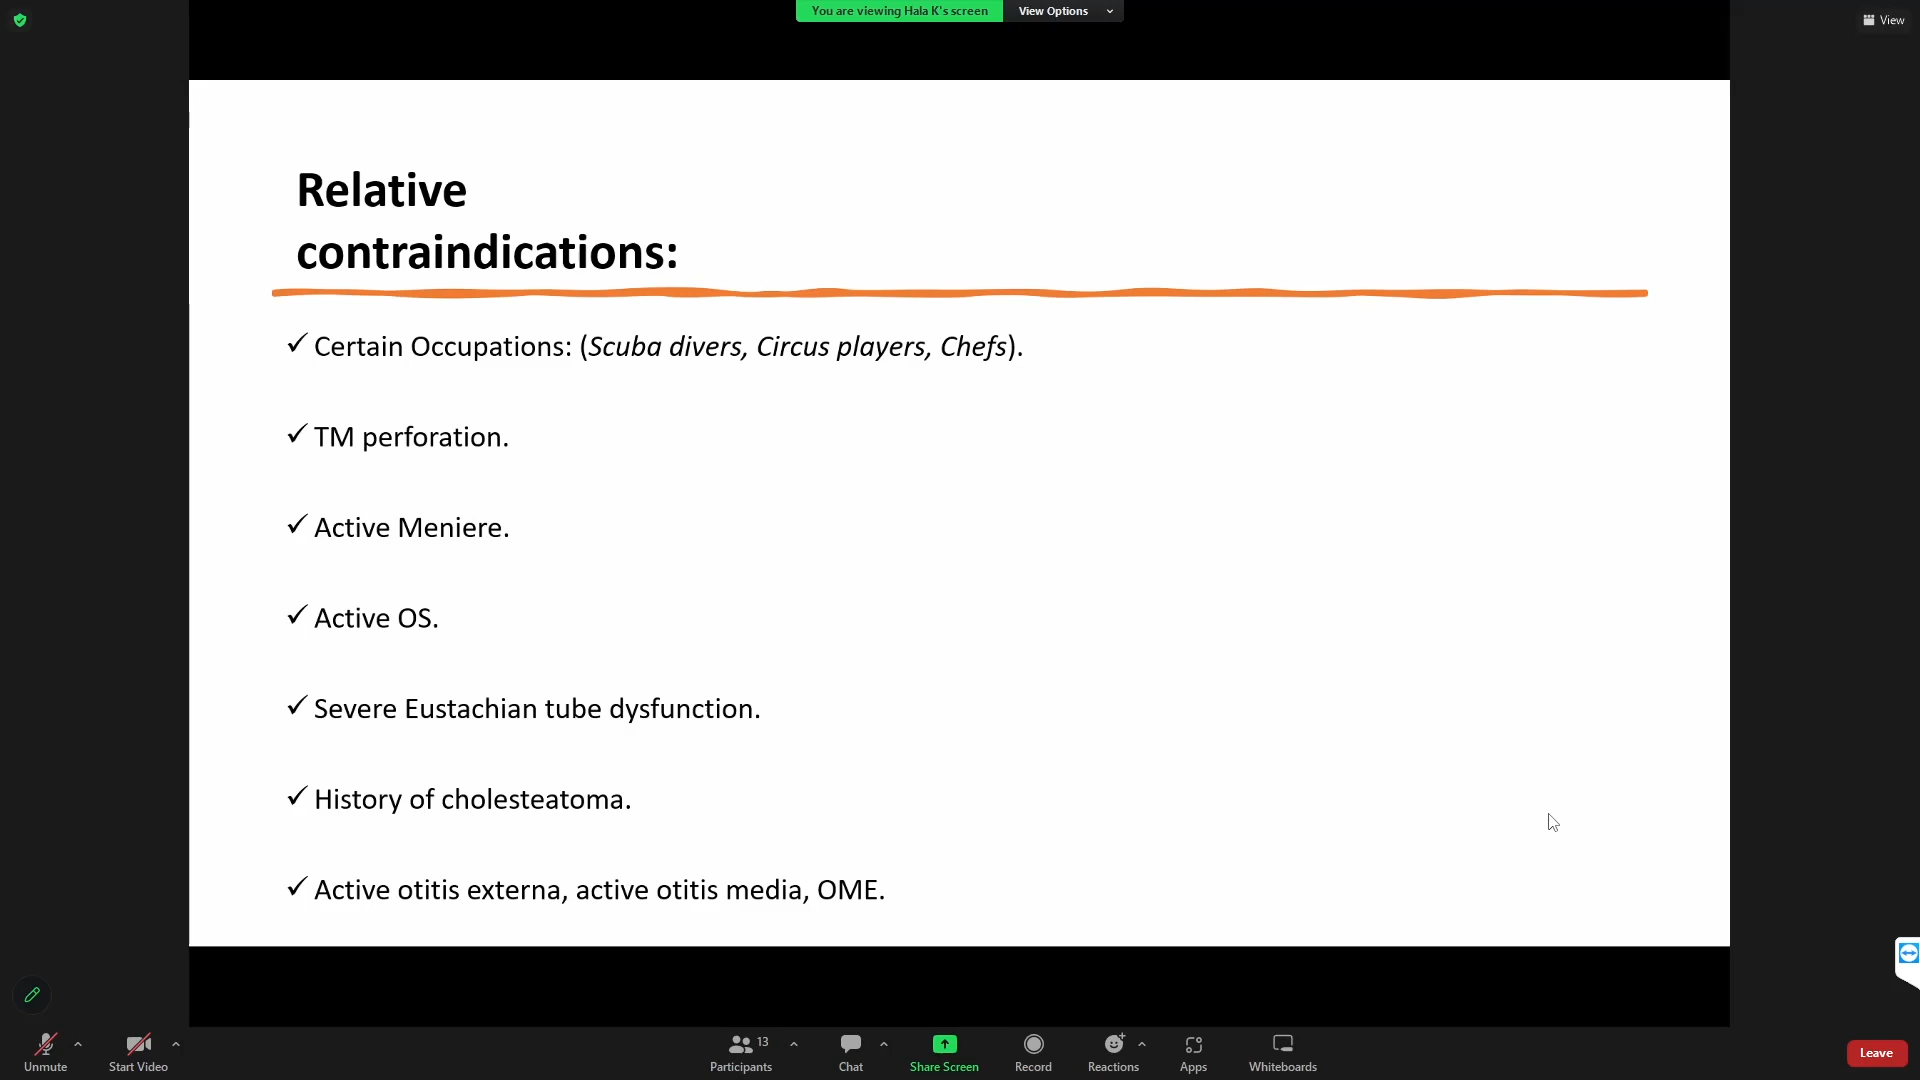 You are viewing Hala K's screen
View Options
View
Relative
contraindications:
✓ Certain Occupations: (Scuba divers, Circus players, Chefs).
✓ TM perforation.
✓ Active Meniere.
✓ Active OS.
✓ Severe Eustachian tube dysfunction.
✓ History of cholesteatoma.
✓ Active otitis externa, active otitis media, OME.
Unmute
Start Video
13
Participants
Chat
Share Screen
Record
Reactions
Apps
Whiteboards
Leave